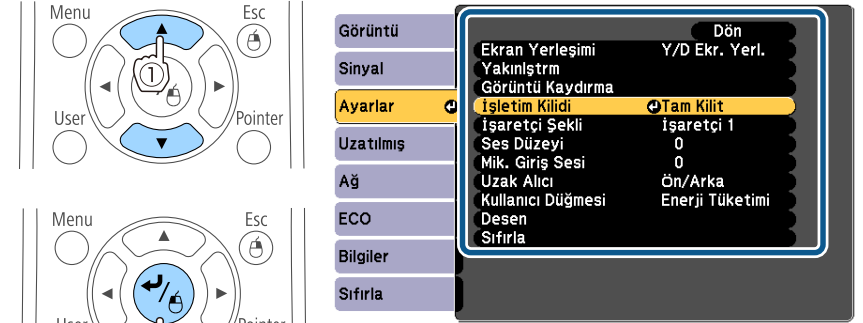 Menu
Esc
1
User
Pointer
Menu
Esc
User
Pointer
Görüntü
Sinyal
Ayarlar
Uzatılmış
Ağ
ECO
Bilgiler
Sıfırla
Dön
Ekran Yerleşimi Y/D Ekr. Yerl.
Yakınlştrm
Görüntü Kaydırma
İşletim Kilidi Tam Kilit
İşaretçi Şekli İşaretçi 1
Ses Düzeyi 0
Mik. Giriş Sesi 0
Uzak Alıcı Ön/Arka
Kullanıcı Düğmesi Enerji Tüketimi
Desen
Sıfırla